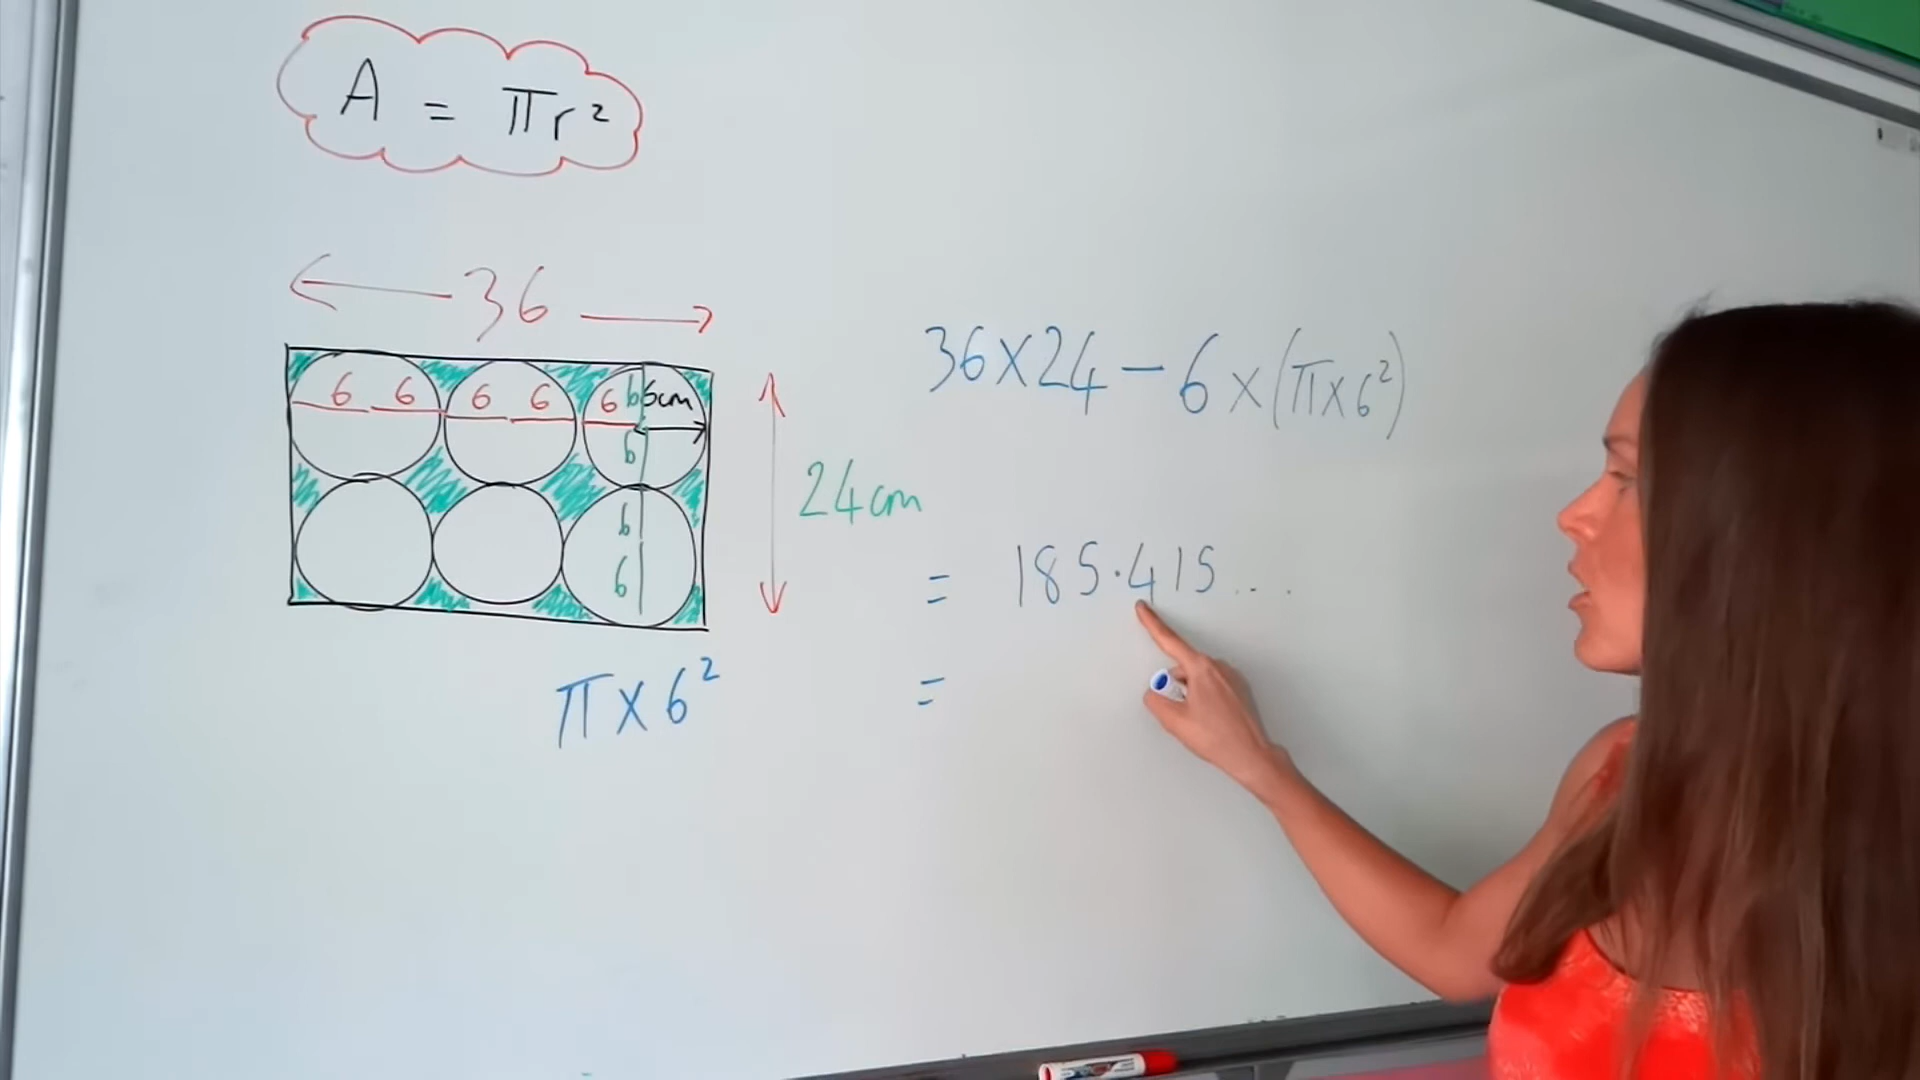 A = πr²
36
6 6 6 6 6 6 6cm
6
6
6
24cm
π×6²
36×24−6×(π×6²)
= 185.415...
=